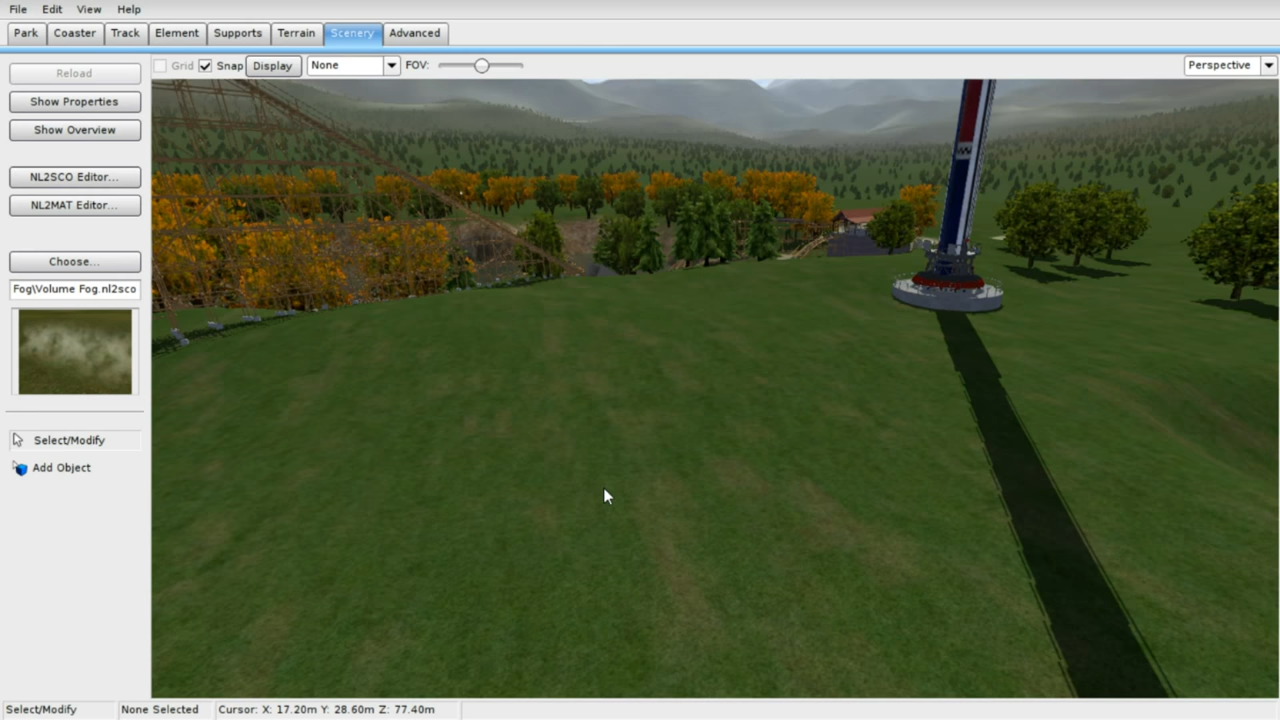 File Edit View Help
Park Coaster Track Element Supports Terrain Scenery Advanced
Reload
Grid Snap Display None FOV: Perspective
Show Properties
Show Overview
NL2SCO Editor...
NL2MAT Editor...
Choose...
Fog\Volume Fog.nl2sco
Select/Modify
Add Object
Select/Modify None Selected Cursor: X: 17.20m Y: 28.60m Z: 77.40m